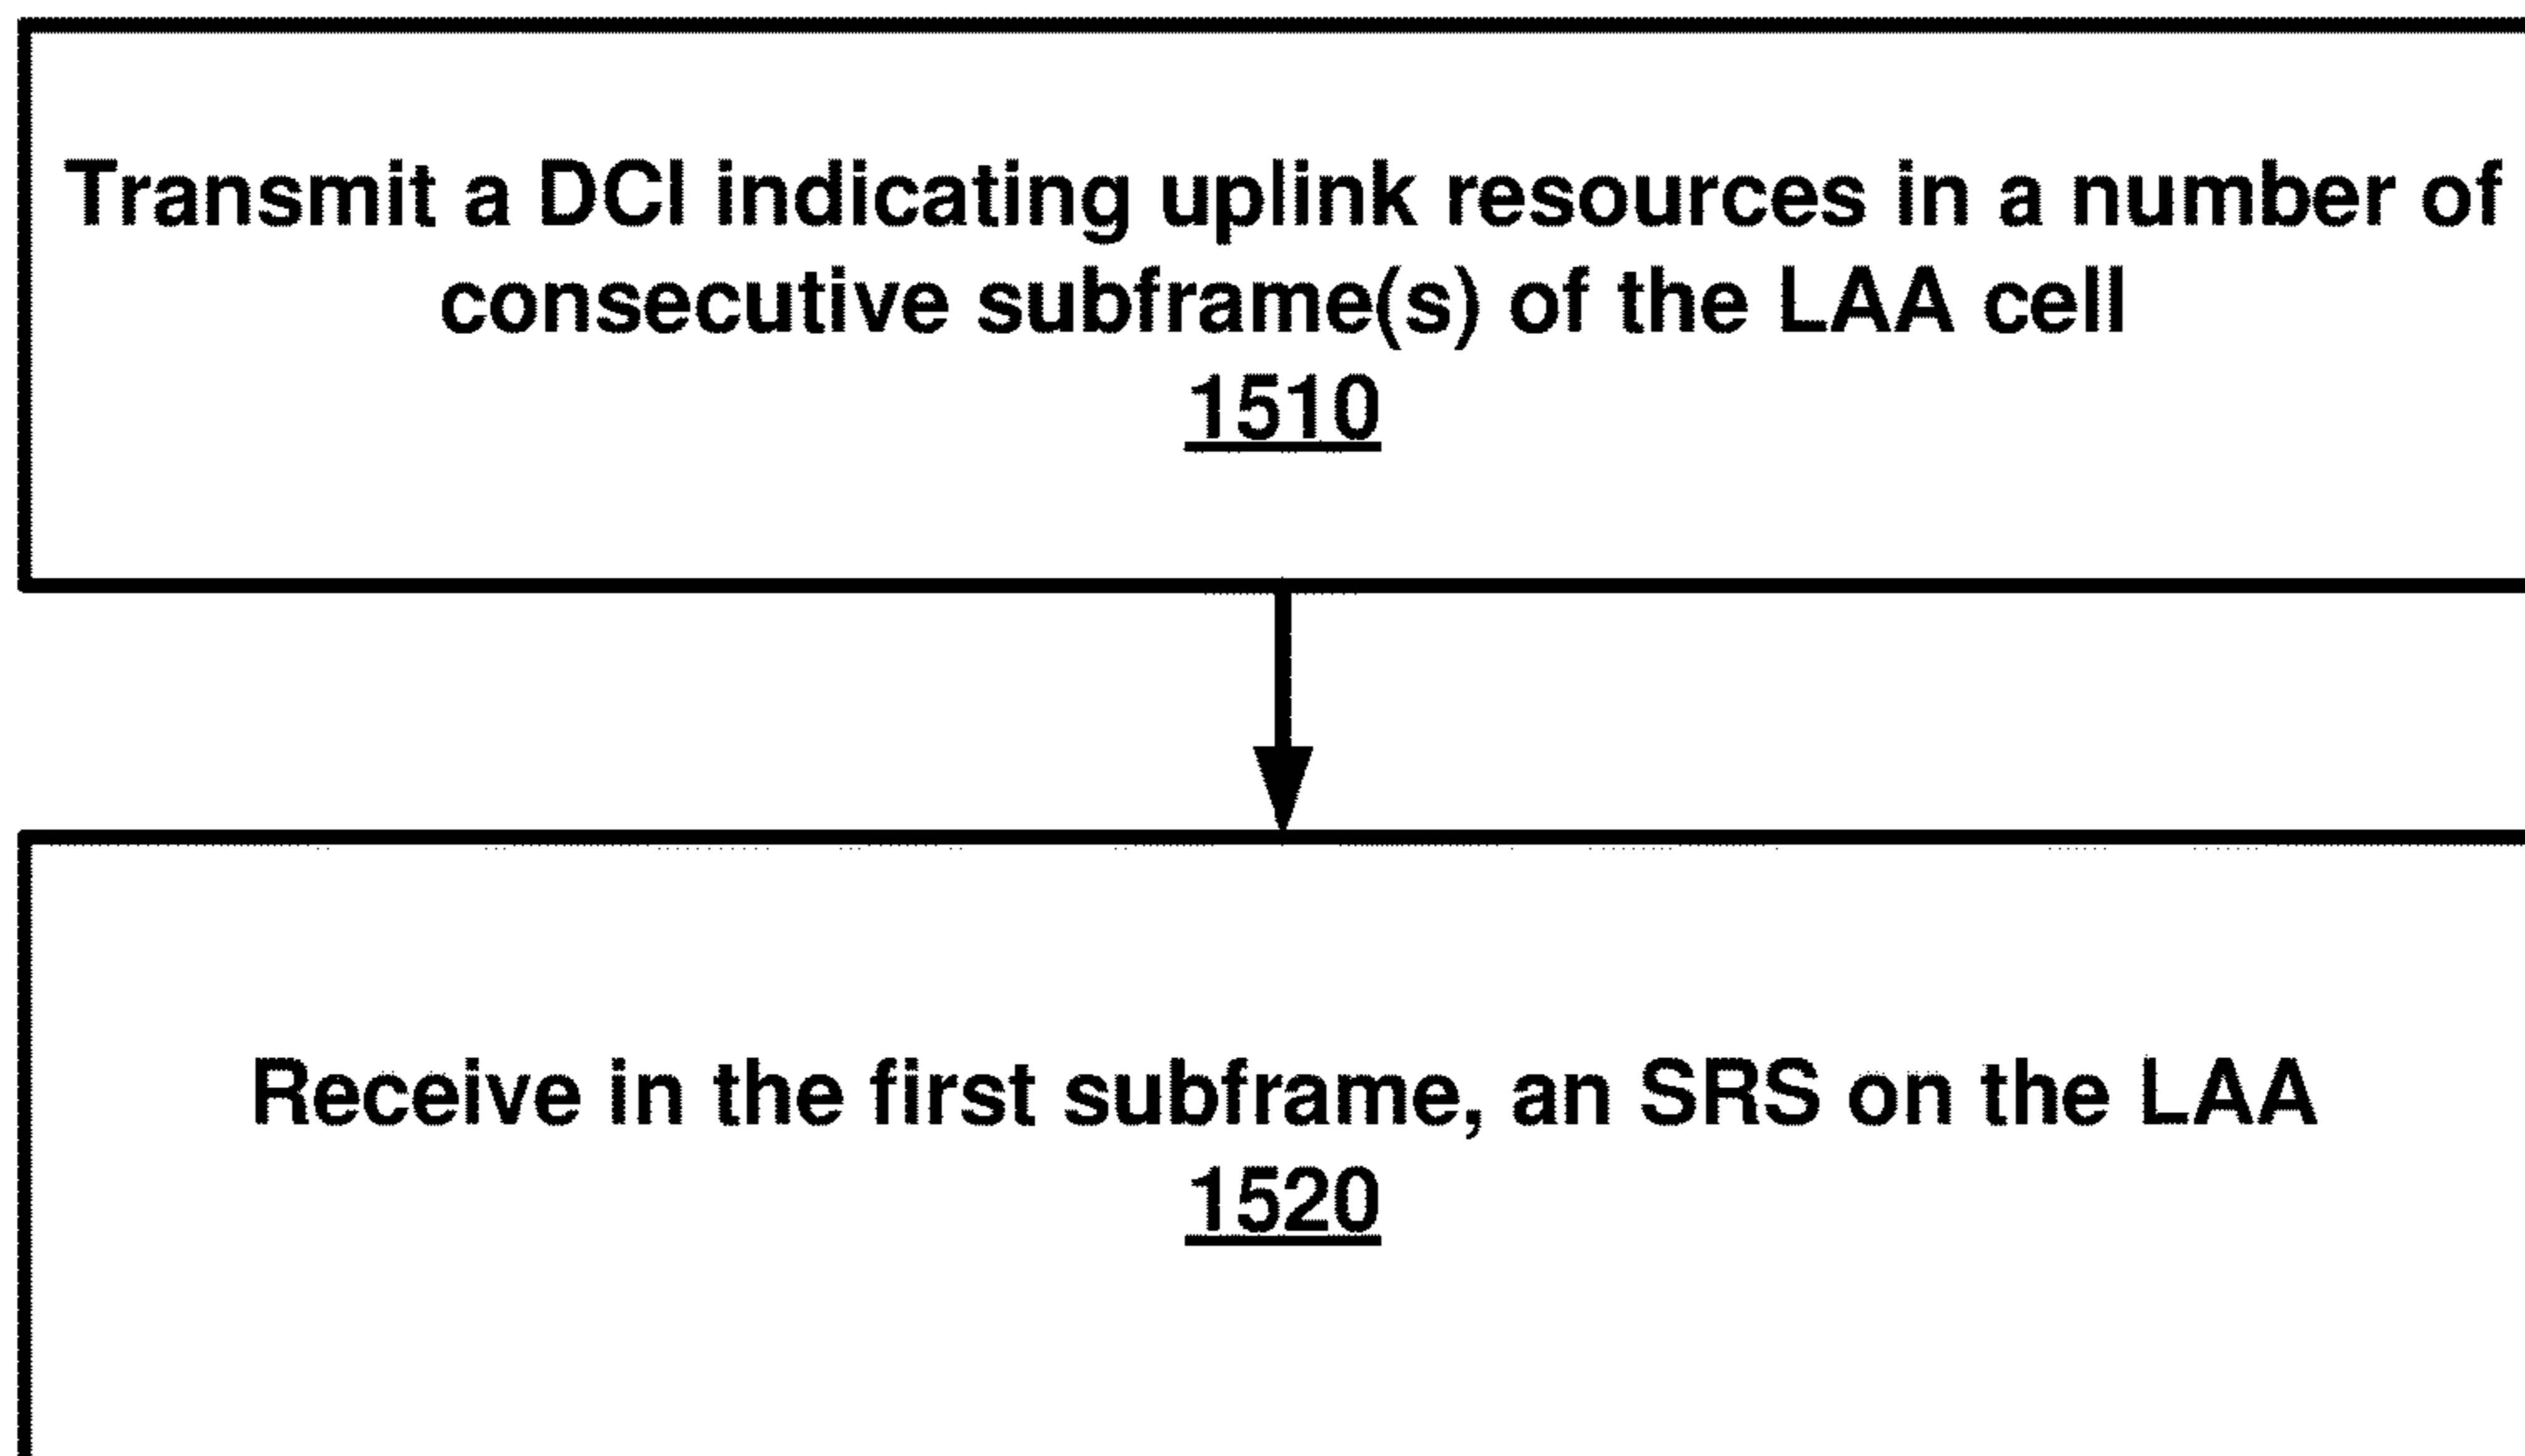 Transmit a DCI indicating uplink resources in a number of
consecutive subframe(s) of the LAA cell
1510
Receive in the first subframe, an SRS on the LAA
1520